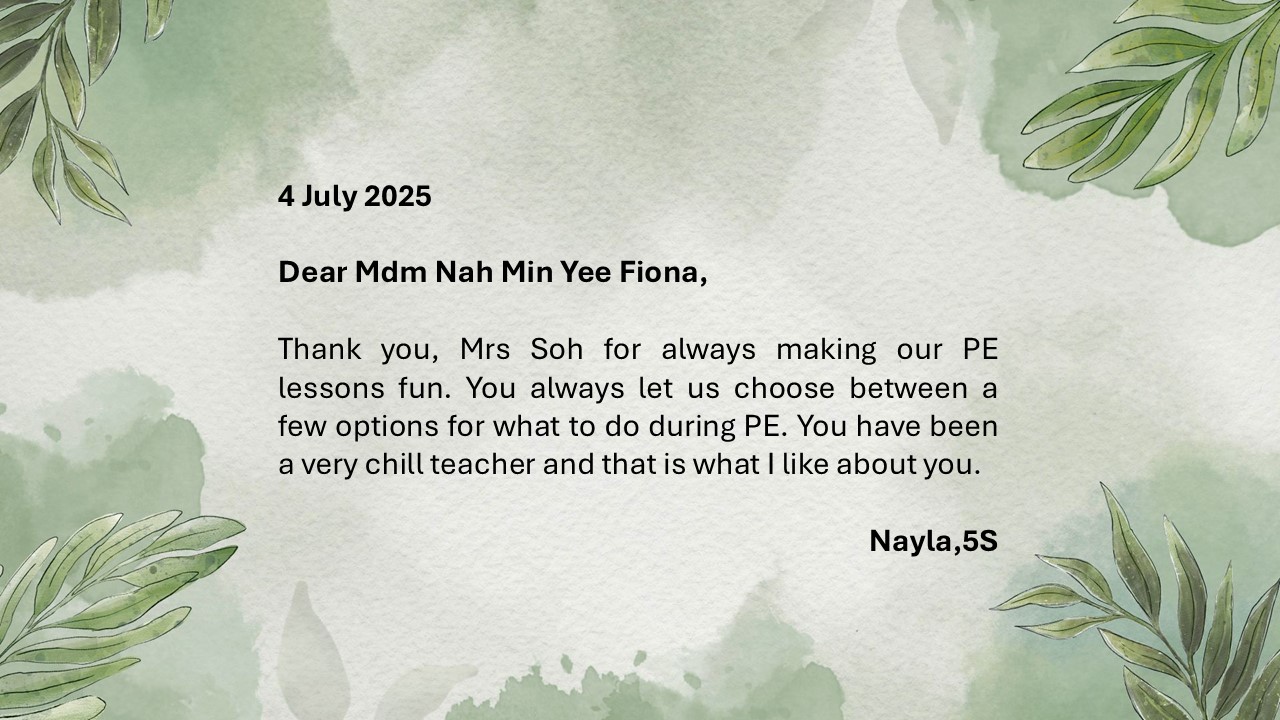 4 July 2025
Dear Mdm Nah Min Yee Fiona,
Thank you, Mrs Soh for always making our PE
lessons fun. You always let us choose between a
few options for what to do during PE. You have been
a very chill teacher and that is what I like about you.
Nayla,5S